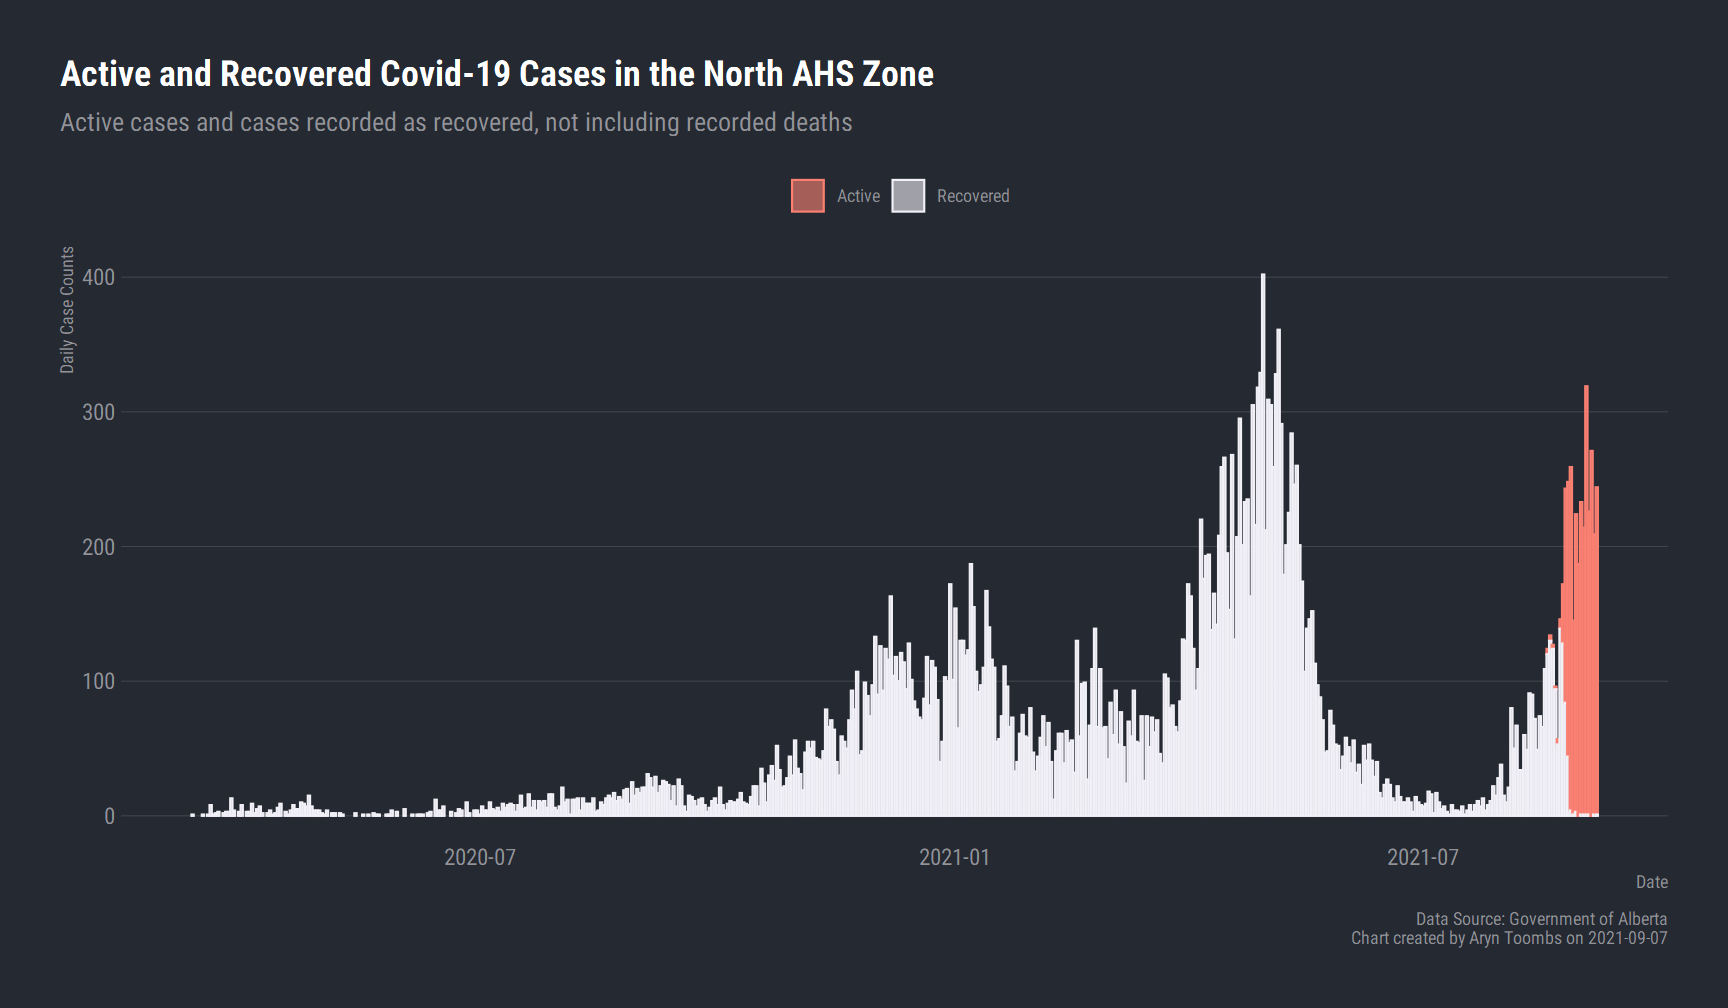 Active and Recovered Covid-19 Cases in the North AHS Zone
Active cases and cases recorded as recovered, not including recorded deaths
Active
Recovered
Daily Case Counts
400
300
200
100
0
2020-07
2021-01
2021-07
Date
Data Source: Government of Alberta
Chart created by Aryn Toombs on 2021-09-07